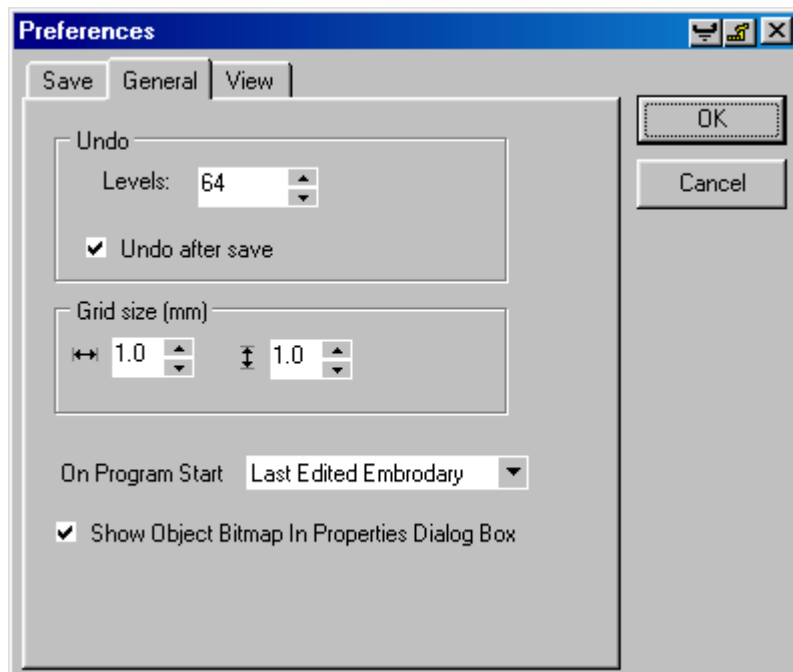 Preferences
Save General View
OK
Cancel
Undo
Levels: 64
Undo after save
Grid size (mm)
1.0 1.0
On Program Start Last Edited Embrodary
Show Object Bitmap In Properties Dialog Box